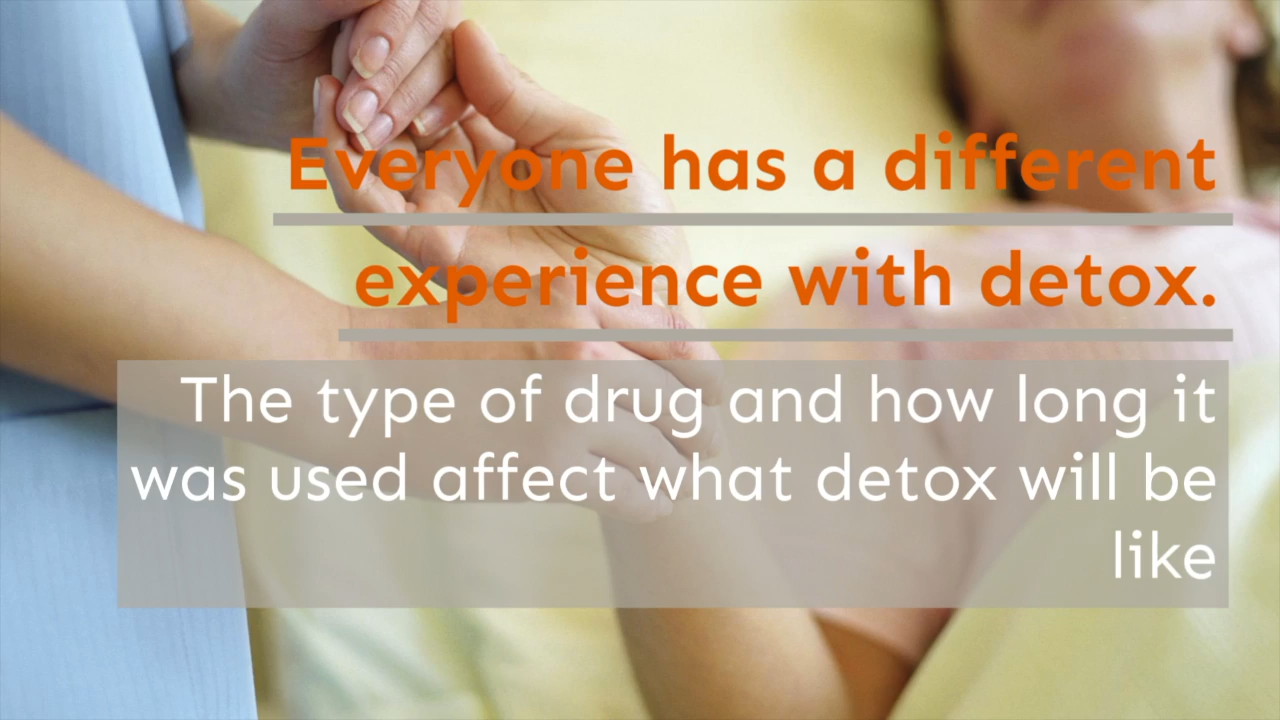 Everyone has a different
experience with detox.
The type of drug and how long it
was used affect what detox will be
like